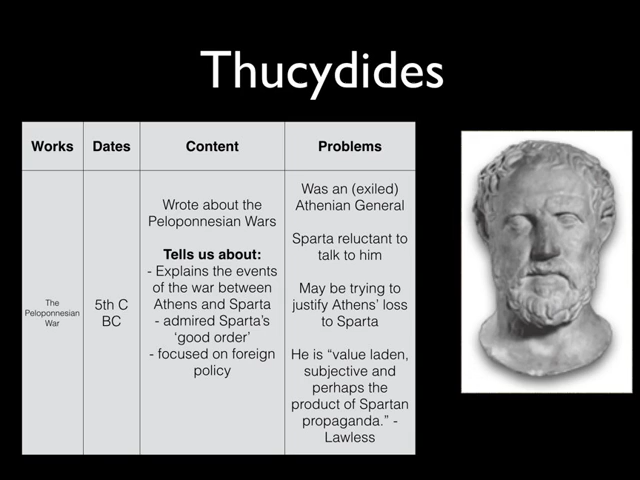 Thucydides
Works
Dates
Content
Problems
The
Peloponnesian
War
5th C
BC
Wrote about the
Peloponnesian Wars
Tells us about:
- Explains the events
of the war between
Athens and Sparta
- admired Sparta's
'good order'
- focused on foreign
policy
Was an (exiled)
Athenian General
Sparta reluctant to
talk to him
May be trying to
justify Athens' loss
to Sparta
He is "value laden,
subjective and
perhaps the
product of Spartan
propaganda." -
Lawless